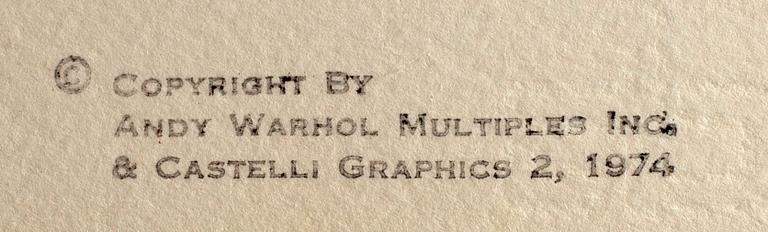 © COPYRIGHT BY
ANDY WARHOL MULTIPLES INC.
& CASTELLI GRAPHICS 2, 1974